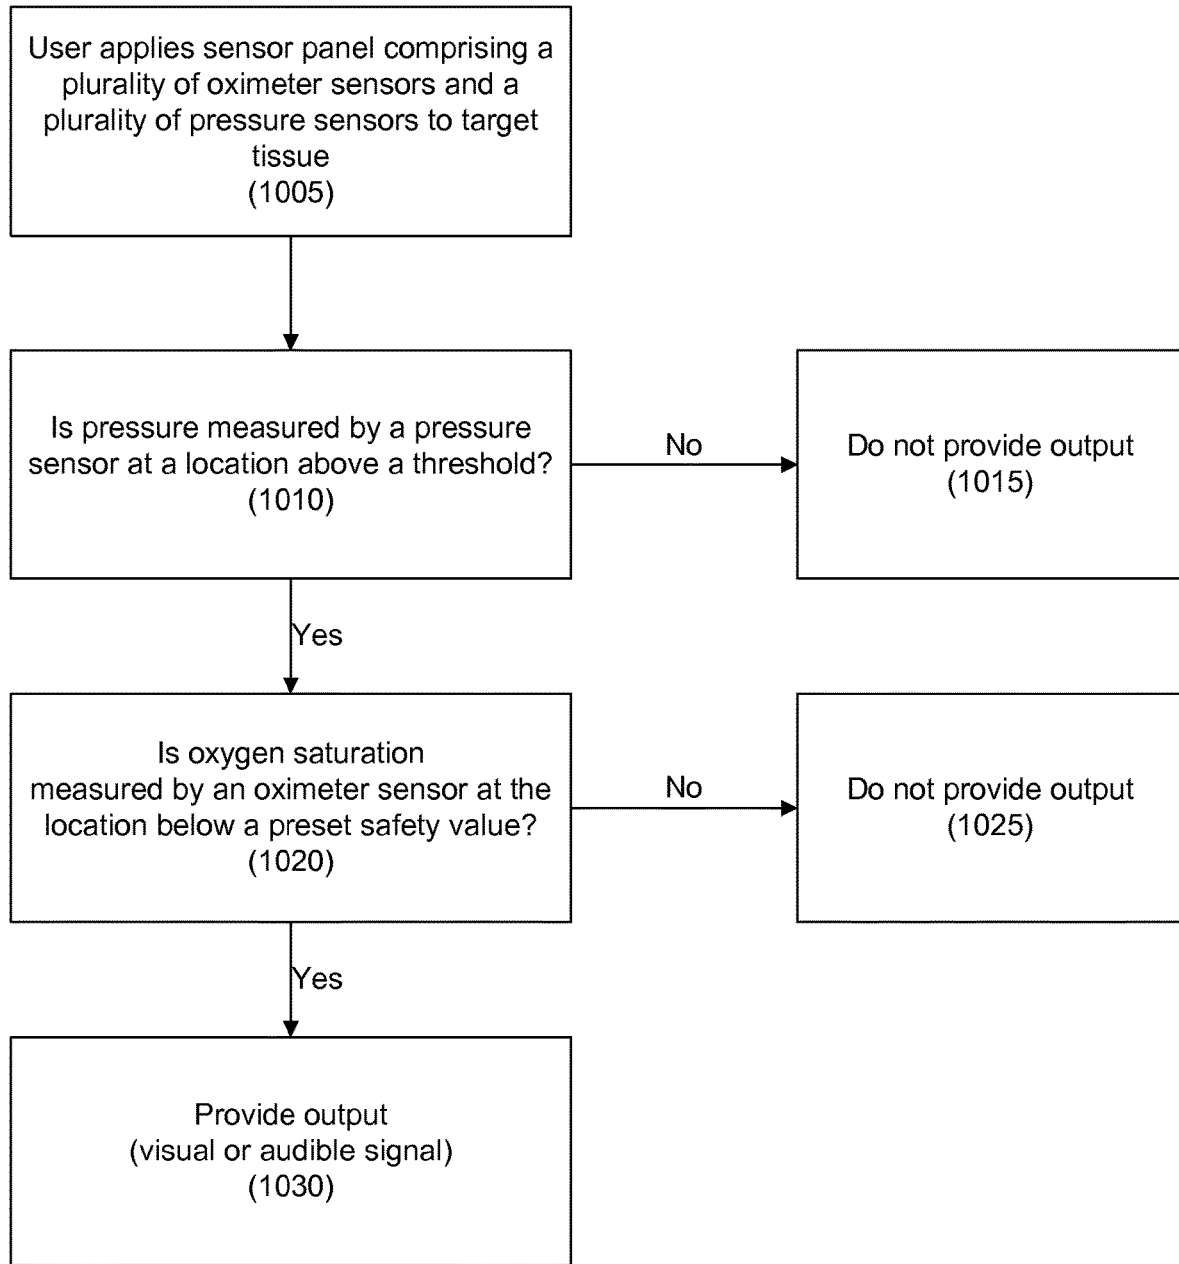 User applies sensor panel comprising a
plurality of oximeter sensors and a
plurality of pressure sensors to target
tissue
(1005)
Is pressure measured by a pressure
sensor at a location above a threshold?
(1010)
No
Do not provide output
(1015)
Yes
Is oxygen saturation
measured by an oximeter sensor at the
location below a preset safety value?
(1020)
No
Do not provide output
(1025)
Yes
Provide output
(visual or audible signal)
(1030)